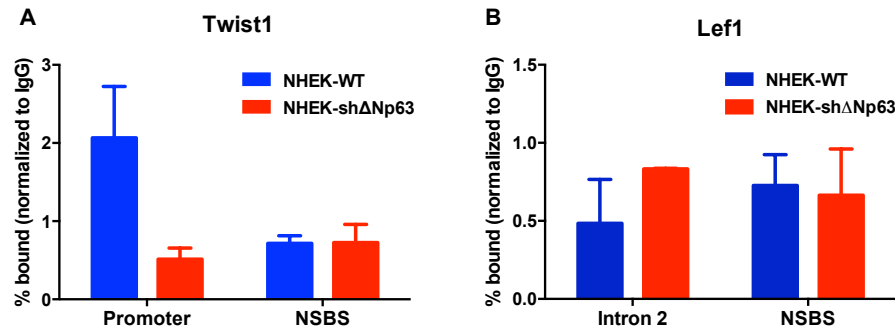 A
Twist1
% bound (normalized to IgG)
3
2
1
0
NHEK-WT
NHEK-shΔNp63
Promoter
NSBS
B
Lef1
% bound (normalized to IgG)
1.5
1.0
0.5
0.0
NHEK-WT
NHEK-shΔNp63
Intron 2
NSBS